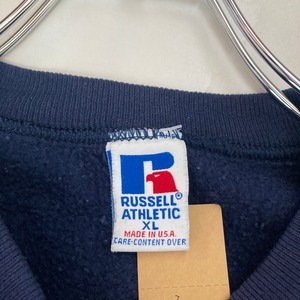 RUSSELL®
ATHLETIC
XL
MADE IN U.S.A.
CARE-CONTENT OVER